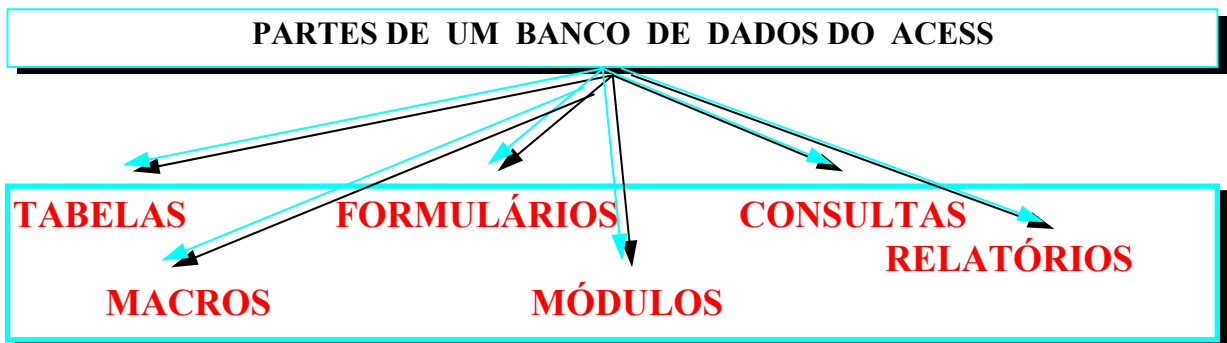 PARTES DE UM BANCO DE DADOS DO ACESS
TABELAS FORMULÁRIOS CONSULTAS
RELATÓRIOS
MACROS MÓDULOS